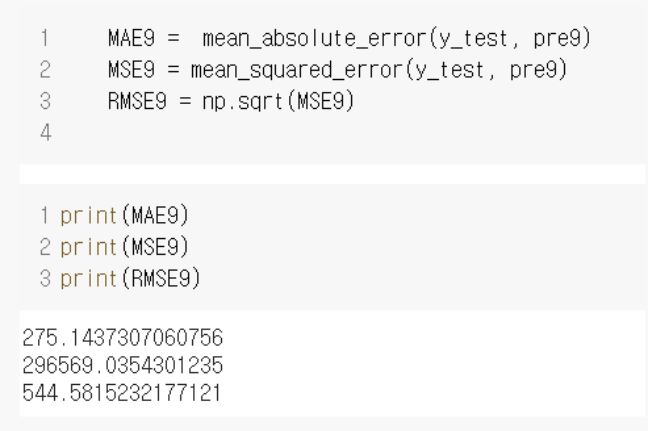 1 MAE9 =  mean_absolute_error(y_test, pre9)
2 MSE9 = mean_squared_error(y_test, pre9)
3 RMSE9 = np.sqrt(MSE9)
4
1 print(MAE9)
2 print(MSE9)
3 print(RMSE9)
275.1437307060756
296569.0354301235
544.5815232177121